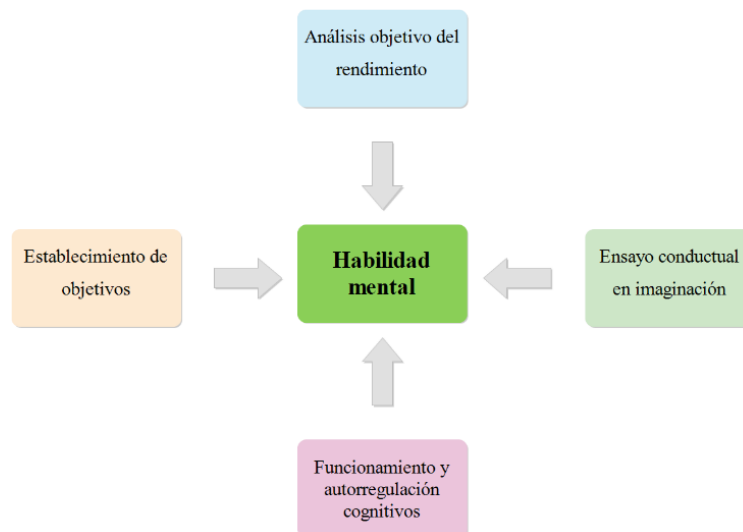 Análisis objetivo del
rendimiento
Establecimiento de
objetivos
Habilidad
mental
Ensayo conductual
en imaginación
Funcionamiento y
autorregulación
cognitivos